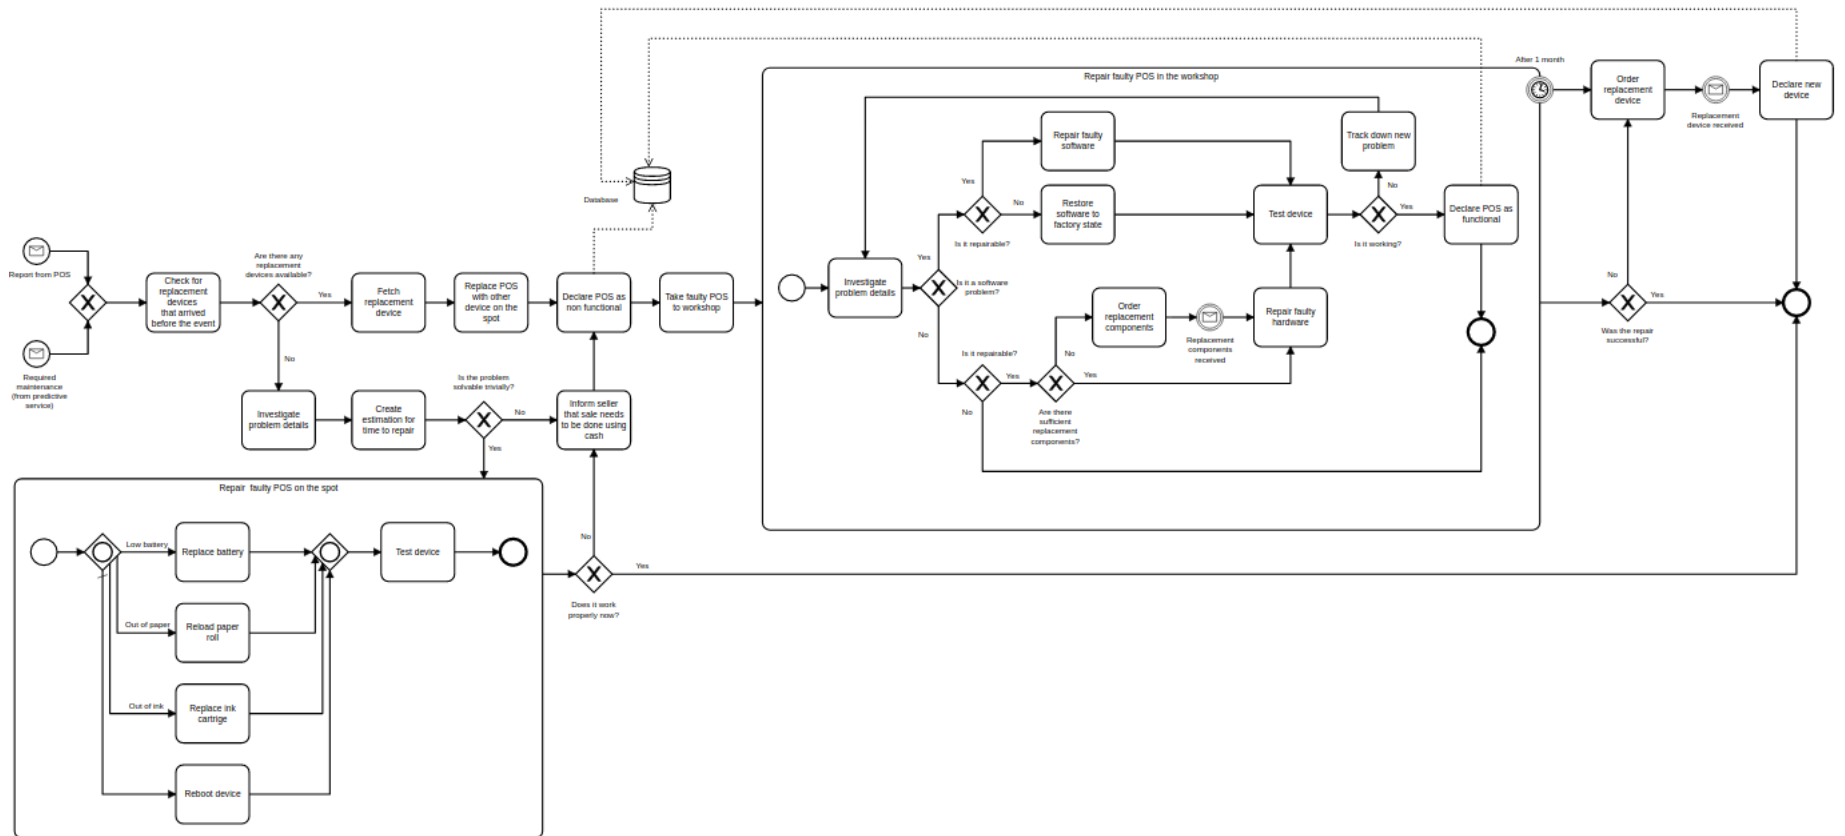 After 1 month
Repair faulty POS in the workshop
Order
replacement
device
Replacement
device received
Declare new
device
Repair faulty
software
Track down new
problem
Yes
No
Is it repairable?
Restore
software to
factory state
Test device
No
Yes
Is it working?
Declare POS as
functional
Database
Report from POS
Required
maintenance
(from predictive
service)
Check for
replacement
devices
that arrived
before the event
Are there any
replacement
devices available?
Yes
No
Fetch
replacement
device
Replace POS
with other
device on the
spot
Declare POS as
non functional
Take faulty POS
to workshop
Investigate
problem details
Yes
Is it a software
problem?
No
Order
replacement
components
Replacement
components
received
Repair faulty
hardware
Is it repairable?
Yes
No
No
Yes
Are there
sufficient
replacement
components?
No
Yes
Was the repair
successful?
Investigate
problem details
Create
estimation for
time to repair
Is the problem
solvable trivially?
No
Yes
Inform seller
that sale needs
to be done using
cash
Repair faulty POS on the spot
Low battery
Replace battery
Test device
Out of paper
Reload paper
roll
Out of ink
Replace ink
cartrige
Reboot device
No
Yes
Does it work
properly now?